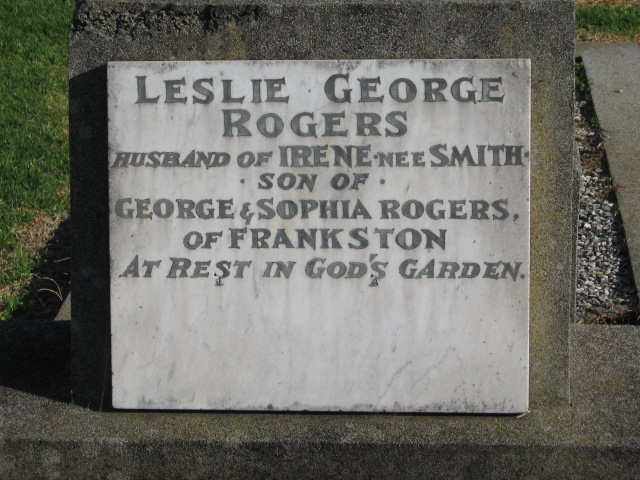 LESLIE GEORGE
ROGERS
HUSBAND OF IRENE·NEE SMITH·
· SON OF ·
GEORGE & SOPHIA ROGERS,
OF FRANKSTON
AT REST IN GOD'S GARDEN.